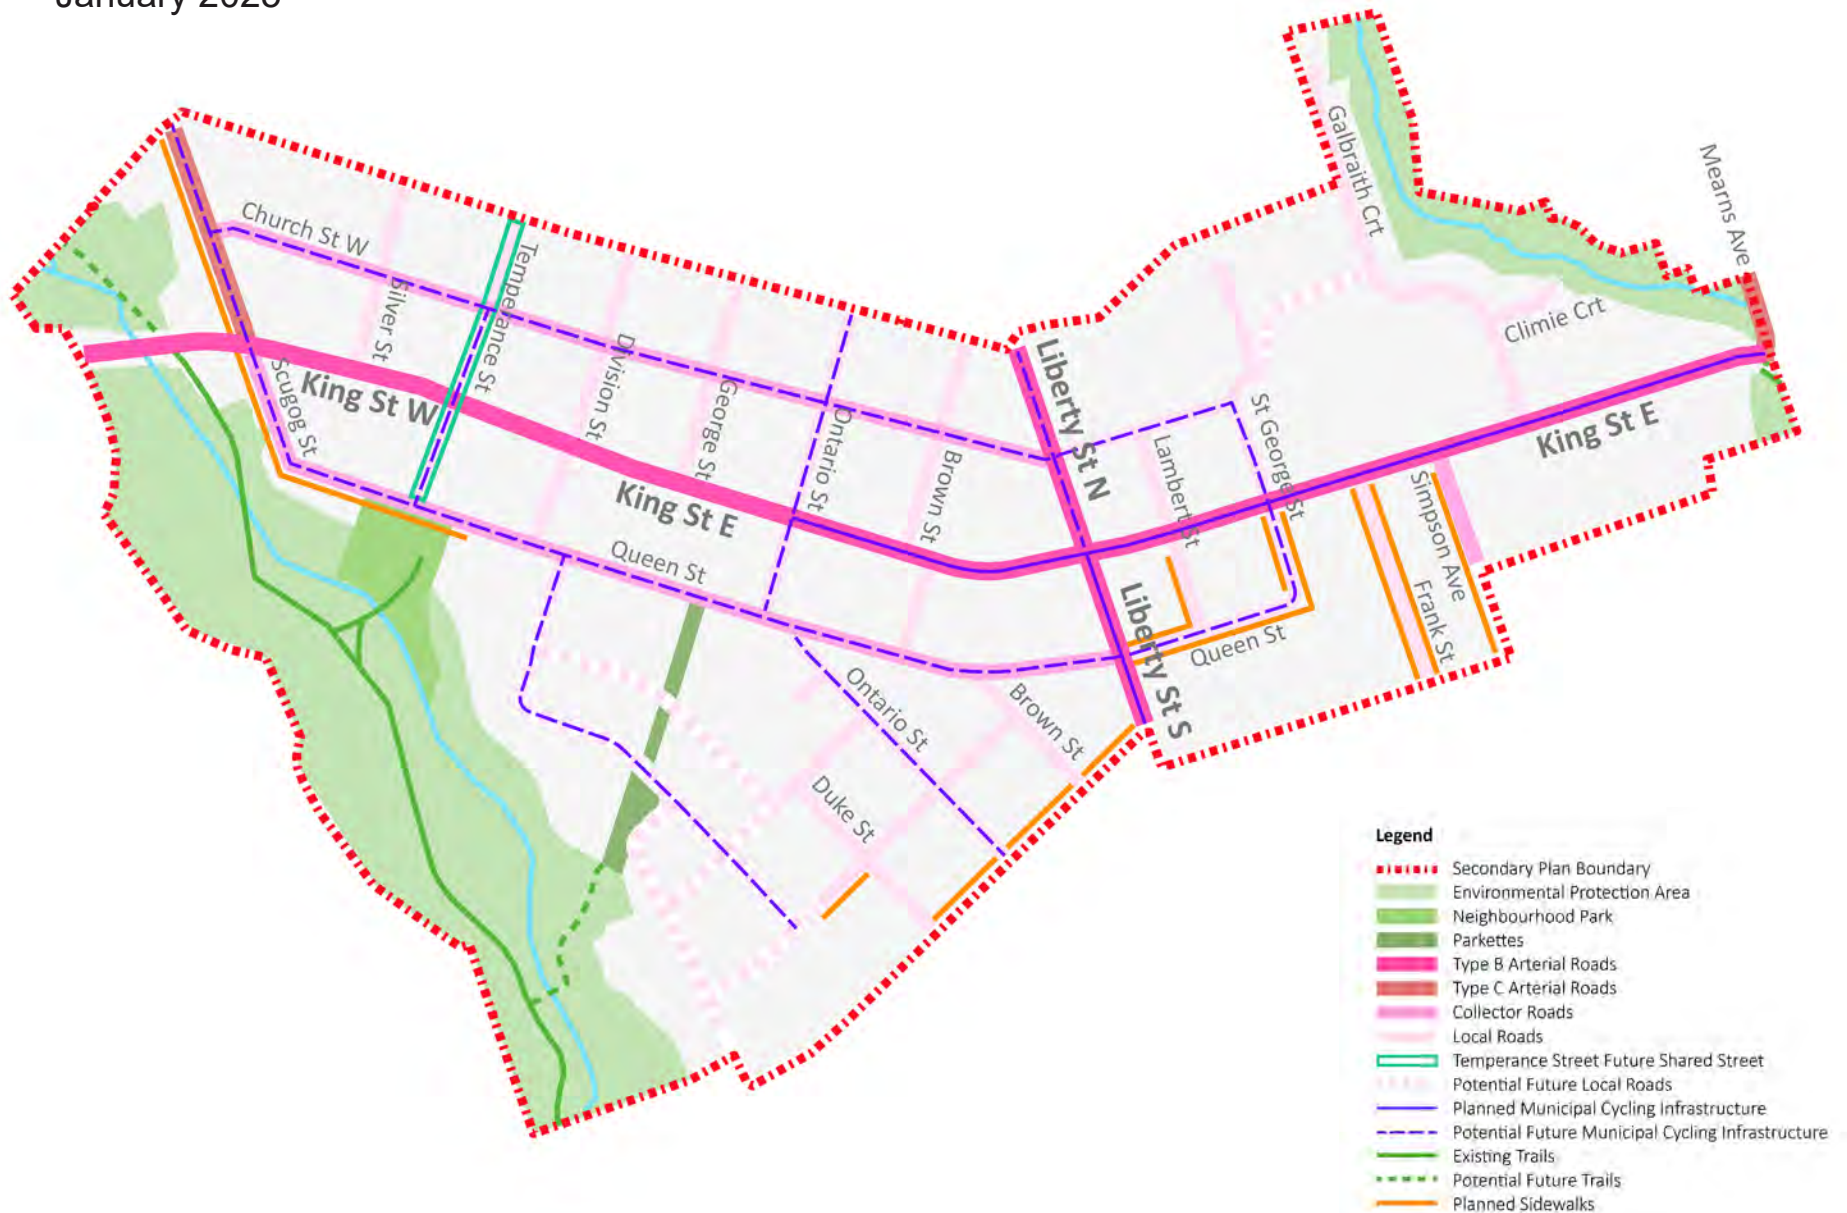 January 2023
Galbraith Crt
Mearns Ave
Church St W
Silver St
Temperance St
Division St
George St
Ontario St
Brown St
Liberty St N
Climie Crt
Scugog St
King St W
King St E
Lambert St
St George St
King St E
Simpson Ave
Frank St
Queen St
Liberty St S
Queen St
Ontario St
Brown St
Duke St
Legend
Secondary Plan Boundary
Environmental Protection Area
Neighbourhood Park
Parkettes
Type B Arterial Roads
Type C Arterial Roads
Collector Roads
Local Roads
Temperance Street Future Shared Street
Potential Future Local Roads
Planned Municipal Cycling Infrastructure
Potential Future Municipal Cycling Infrastructure
Existing Trails
Potential Future Trails
Planned Sidewalks